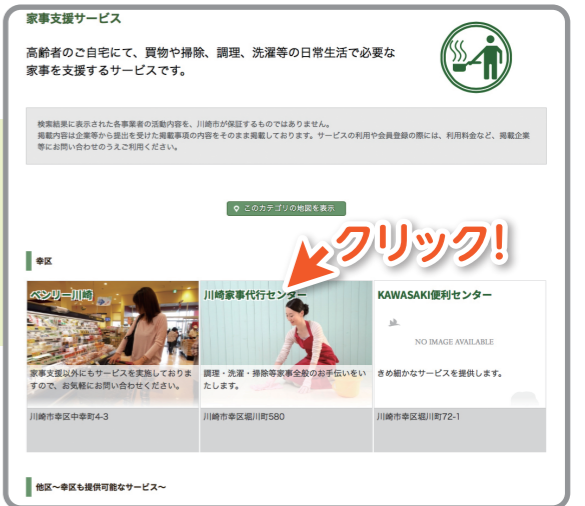 家事支援サービス
高齢者のご自宅にて、買物や掃除、調理、洗濯等の日常生活で必要な
家事を支援するサービスです。
検索結果に表示された各事業者の活動内容を、川崎市が保証するものではありません。
掲載内容は企業等から提出を受けた掲載事項の内容をそのまま掲載しております。サービスの利用や会員登録の際には、利用料金など、掲載企業
等にお問い合わせのうえご利用ください。
このカテゴリの地図を表示
クリック!
幸区
ベンリー川崎
家事支援以外にもサービスを実施しておりま
すので、お気軽にお問い合わせください。
川崎市幸区中幸町4-3
川崎家事代行センター
調理・洗濯・掃除等家事全般のお手伝いをい
たします。
川崎市幸区堀川町580
KAWASAKI便利センター
NO IMAGE AVAILABLE
きめ細かなサービスを提供します。
川崎市幸区堀川町72-1
他区～幸区も提供可能なサービス～